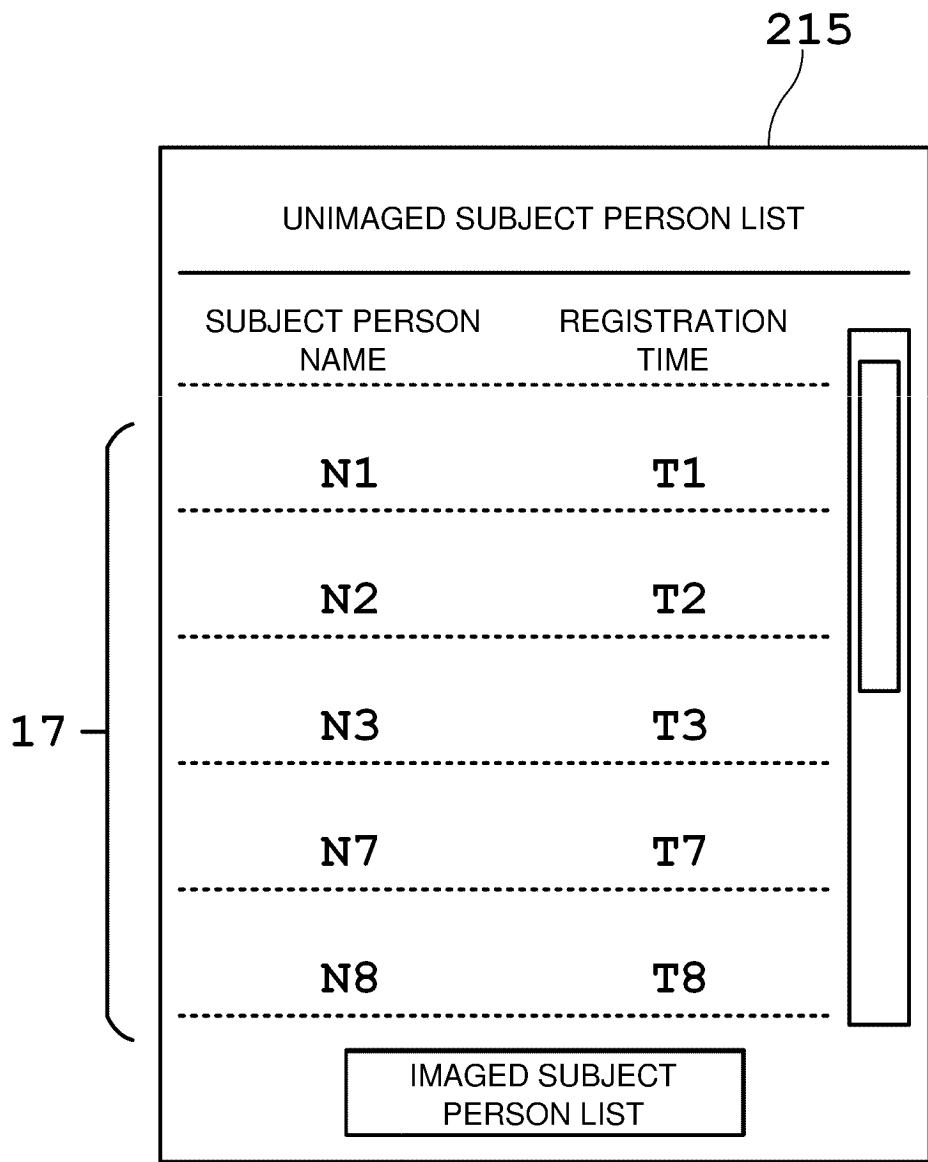 215
UNIMAGED SUBJECT PERSON LIST
SUBJECT PERSON NAME
REGISTRATION TIME
N1 T1
N2 T2
17
N3 T3
N7 T7
N8 T8
IMAGED SUBJECT
PERSON LIST